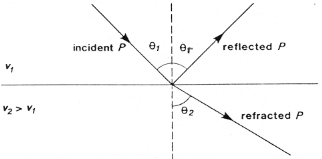 θ1 θr
incident P reflected P
v1
v2 > v1
θ2
refracted P